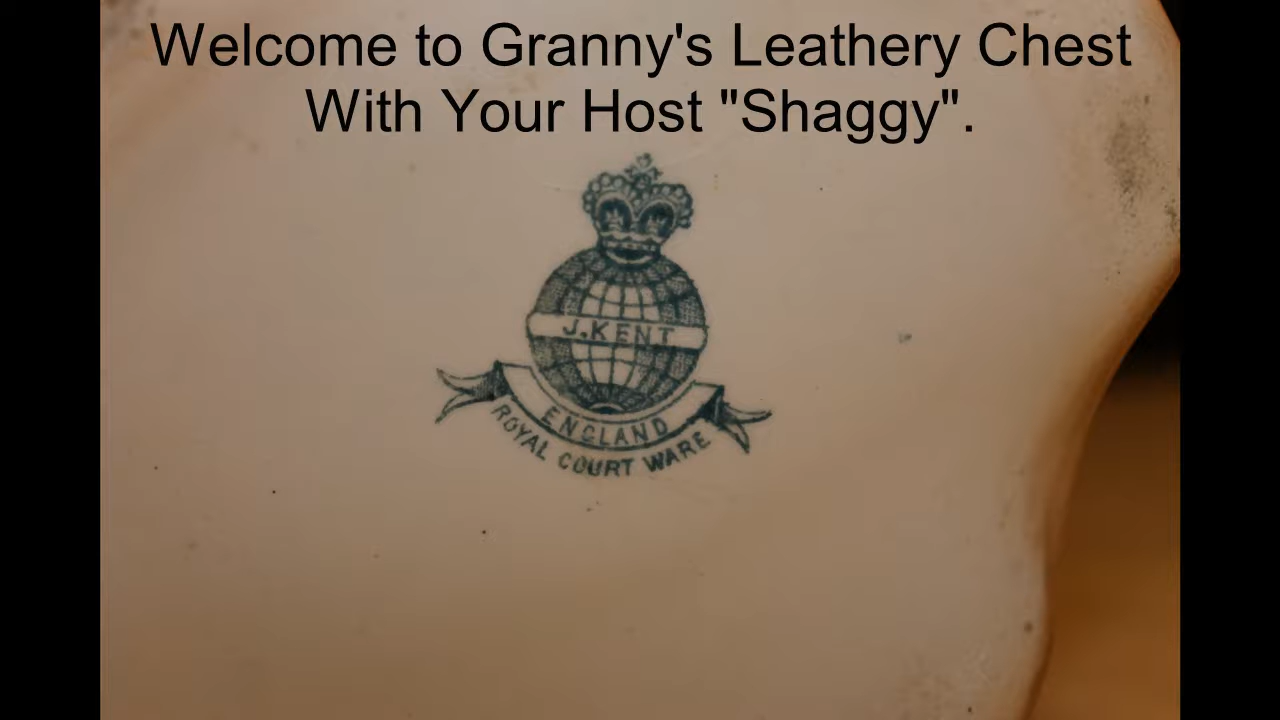 Welcome to Granny's Leathery Chest
With Your Host "Shaggy".
J.KENT
ENGLAND
ROYAL COURT WARE